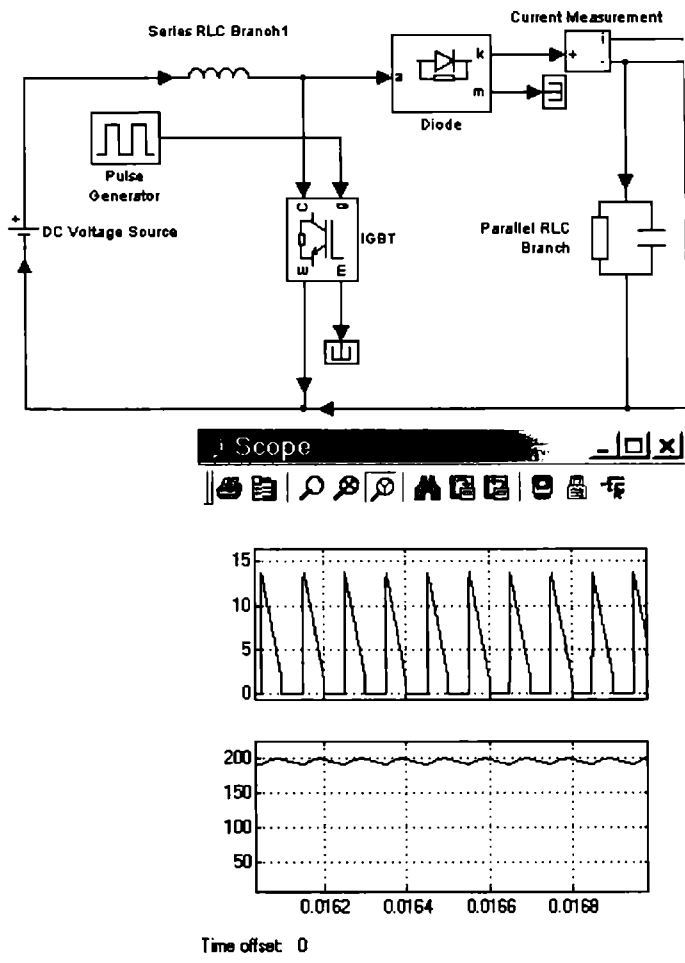 Current Measurement
Series RLC Branch1
i
k
+
-
a
m
Diode
Pulse
Generator
C
g
+
DC Voltage Source
IGBT
Parallel RLC
Branch
E
m
Scope
15
10
5
0
200
150
100
50
0.0162 0.0164 0.0166 0.0168
Time offset: 0